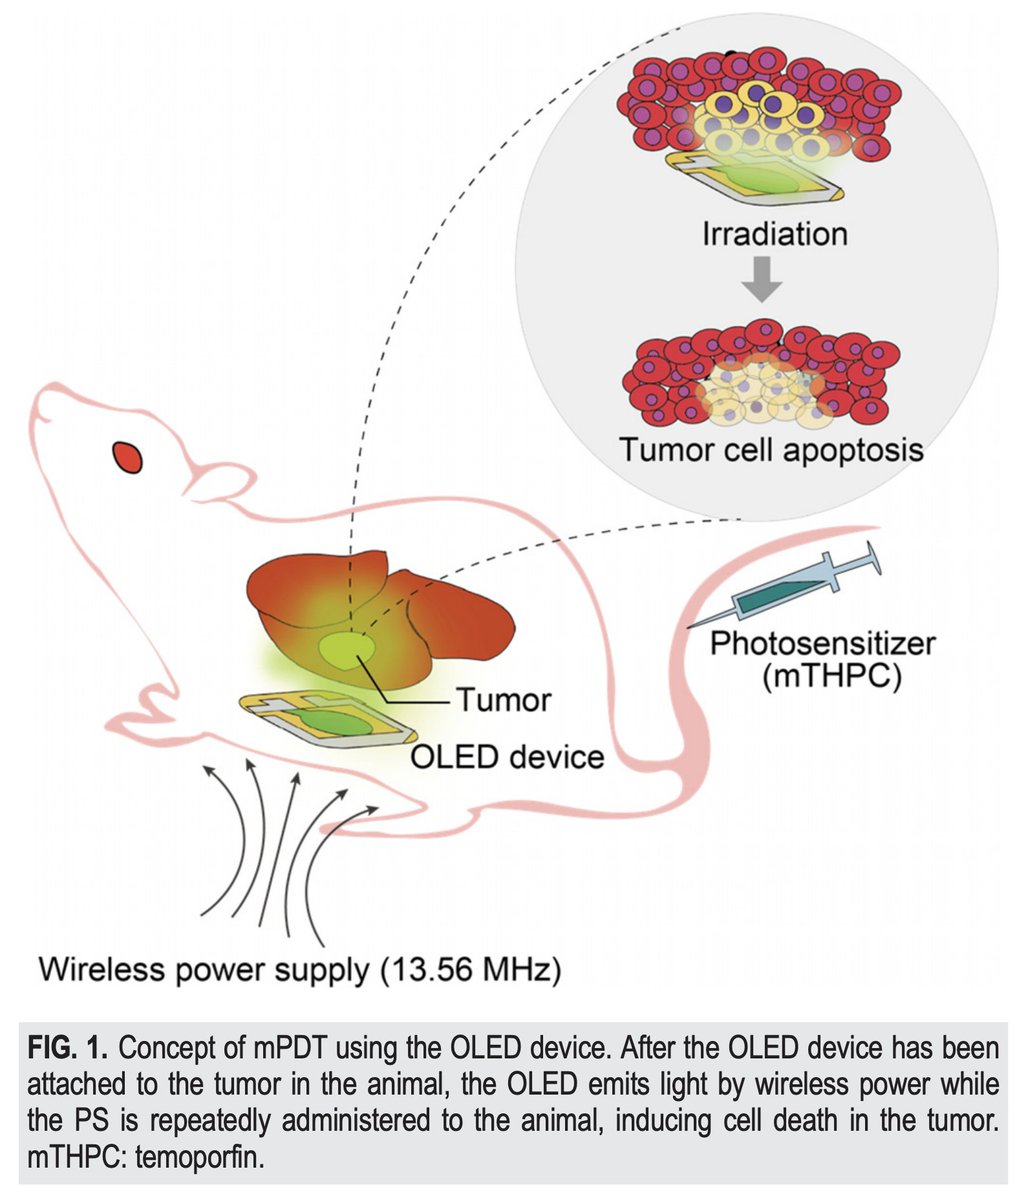 Irradiation
Tumor cell apoptosis
Photosensitizer
(mTHPC)
Tumor
OLED device
Wireless power supply (13.56 MHz)
FIG. 1. Concept of mPDT using the OLED device. After the OLED device has been
attached to the tumor in the animal, the OLED emits light by wireless power while
the PS is repeatedly administered to the animal, inducing cell death in the tumor.
mTHPC: temoporfin.